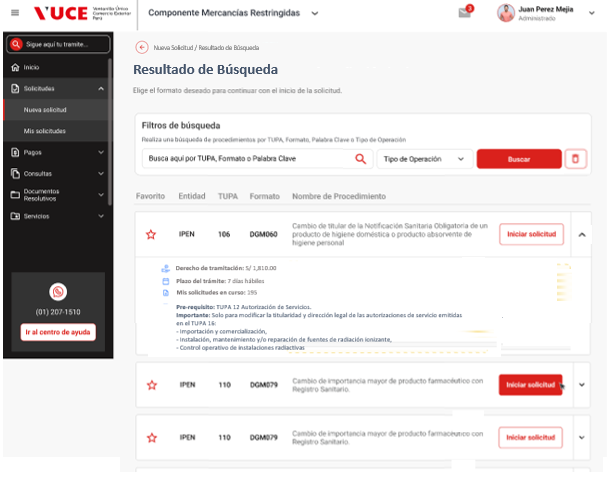 VUCE
Ventanilla Única
Comercio Exterior
Perú
Componente Mercancías Restringidas
3
Juan Perez Mejia
Administrado
Sigue aquí tu tramite...
Inicio
Solicitudes
Nueva solicitud
Mis solicitudes
Pagos
Consultas
Documentos
Resolutivos
Servicios
(01) 207-1510
Ir al centro de ayuda
Nueva Solicitud / Resultado de Búsqueda
Resultado de Búsqueda
Elige el formato deseado para continuar con el inicio de la solicitud.
Filtros de búsqueda
Realiza una búsqueda de procedimientos por TUPA, Formato, Palabra Clave o Tipo de Operación
Busca aquí por TUPA, Formato o Palabra Clave
Tipo de Operación
Buscar
Favorito Entidad TUPA Formato Nombre de Procedimiento
IPEN 106 DGM060 Cambio de titular de la Notificación Sanitaria Obligatoria de un
producto de higiene doméstica o producto absorvente de
higiene personal
Iniciar solicitud
Derecho de tramitación: S/ 1,810,00
Plazo del trámite: 7 días hábiles
Mis solicitudes en curso: 195
Pre-requisito: TUPA 12 Autorización de Servicios.
Importante: Solo para modificar la titularidad y dirección legal de las autorizaciones de servicio emitidas
en el TUPA 16:
- Importación y comercialización,
- Instalación, mantenimiento y/o reparación de fuentes de radiación ionizante,
- Control operativo de instalaciones radiactivas
IPEN 110 DGM079 Cambio de importancia mayor de producto farmacéutico con
Registro Sanitario.
Iniciar solicitud
IPEN 110 DGM079 Cambio de importancia mayor de producto farmacéutico con
Registro Sanitario.
Iniciar solicitud